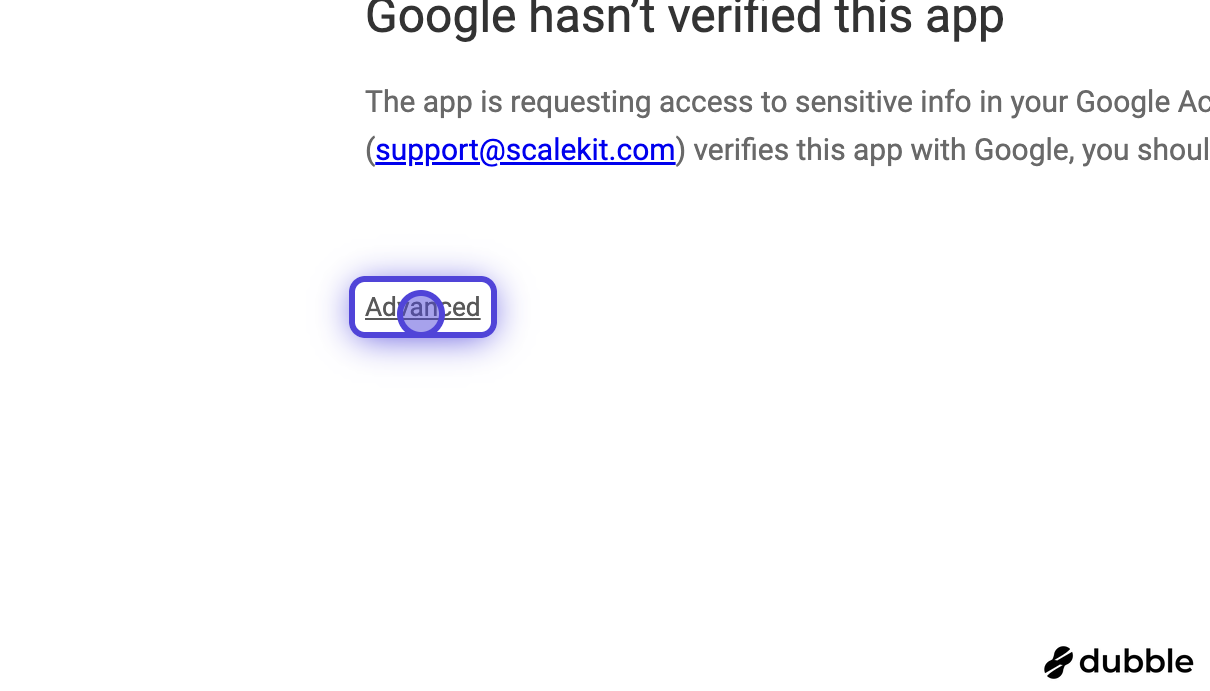 Google hasn’t verified this app
The app is requesting access to sensitive info in your Google Ac
(support@scalekit.com) verifies this app with Google, you shoul
Advanced
dubble